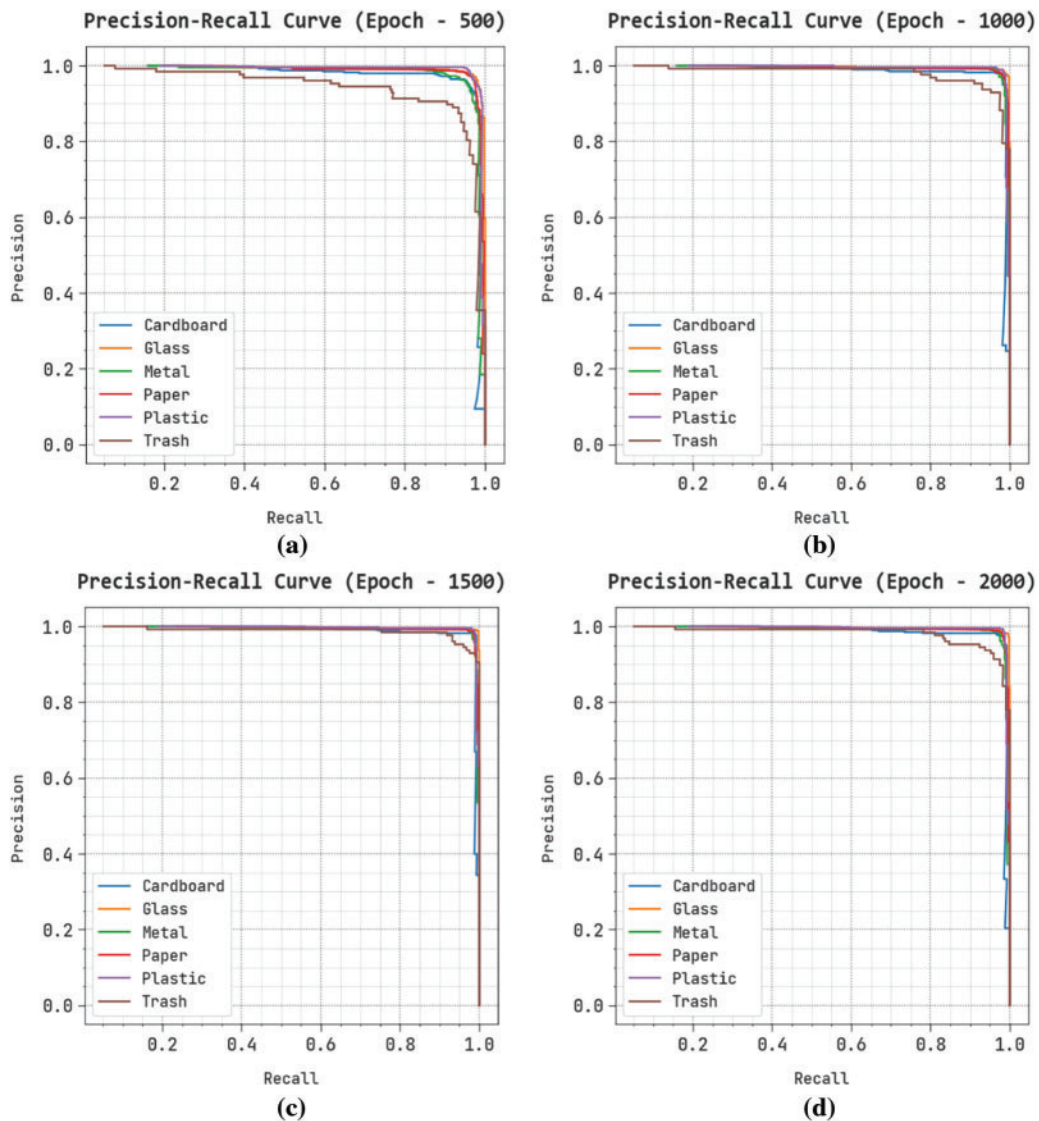 Precision-Recall Curve (Epoch - 500)
1.0
0.8
0.6
0.4
0.2
0.0
Precision
Cardboard
Glass
Metal
Paper
Plastic
Trash
0.2 0.4 0.6 0.8 1.0
Recall
(a)
Precision-Recall Curve (Epoch - 1000)
1.0
0.8
0.6
0.4
0.2
0.0
Precision
Cardboard
Glass
Metal
Paper
Plastic
Trash
0.2 0.4 0.6 0.8 1.0
Recall
(b)
Precision-Recall Curve (Epoch - 1500)
1.0
0.8
0.6
0.4
0.2
0.0
Precision
Cardboard
Glass
Metal
Paper
Plastic
Trash
0.2 0.4 0.6 0.8 1.0
Recall
(c)
Precision-Recall Curve (Epoch - 2000)
1.0
0.8
0.6
0.4
0.2
0.0
Precision
Cardboard
Glass
Metal
Paper
Plastic
Trash
0.2 0.4 0.6 0.8 1.0
Recall
(d)